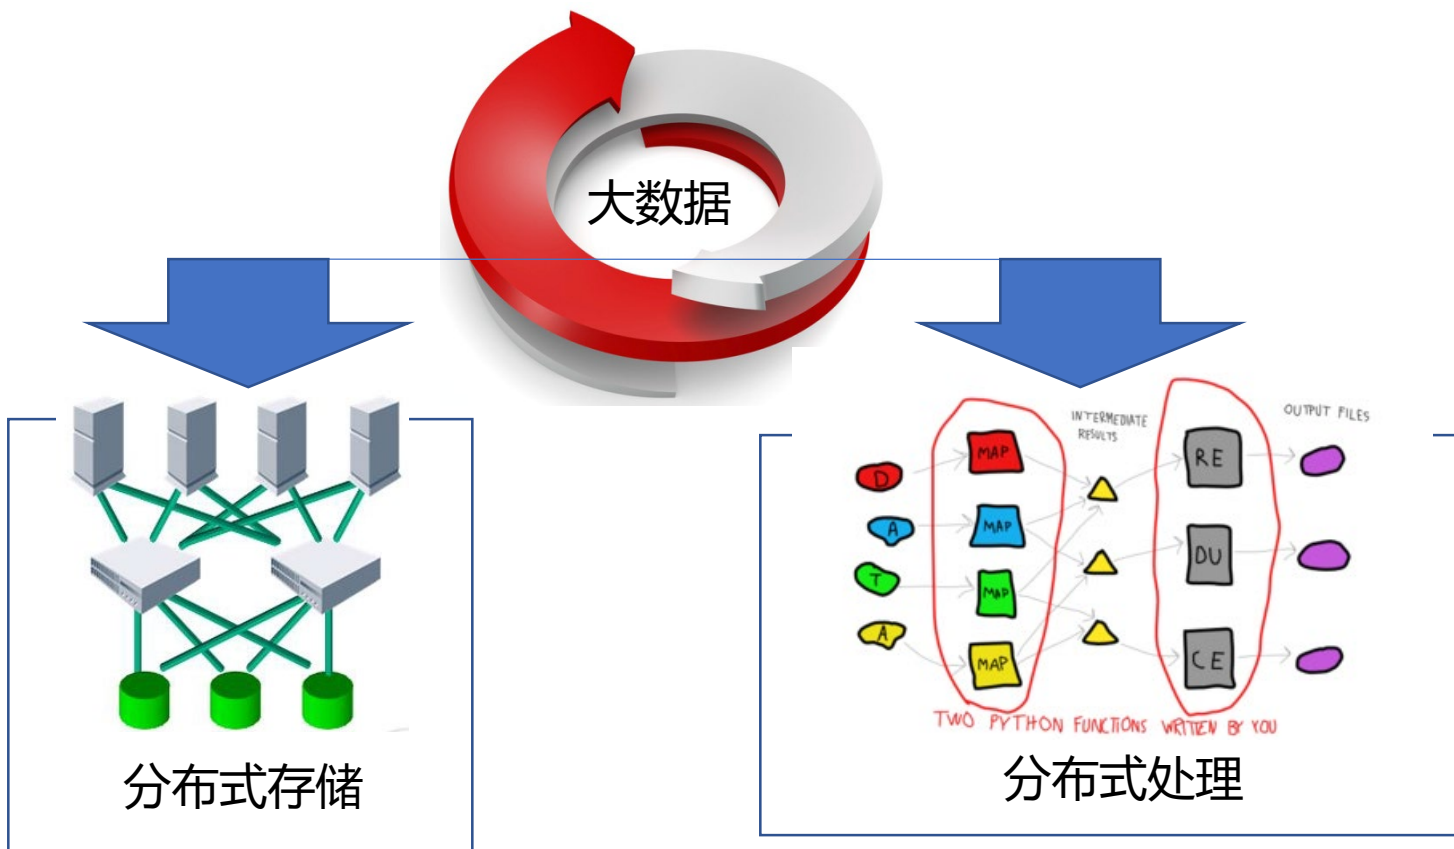 大数据
INTERMEDIATE
RESULTS
OUTPUT FILES
D
MAP
RE
A
MAP
DU
T
MAP
A
MAP
CE
TWO PYTHON FUNCTIONS WRITTEN BY YOU
分布式存储
分布式处理